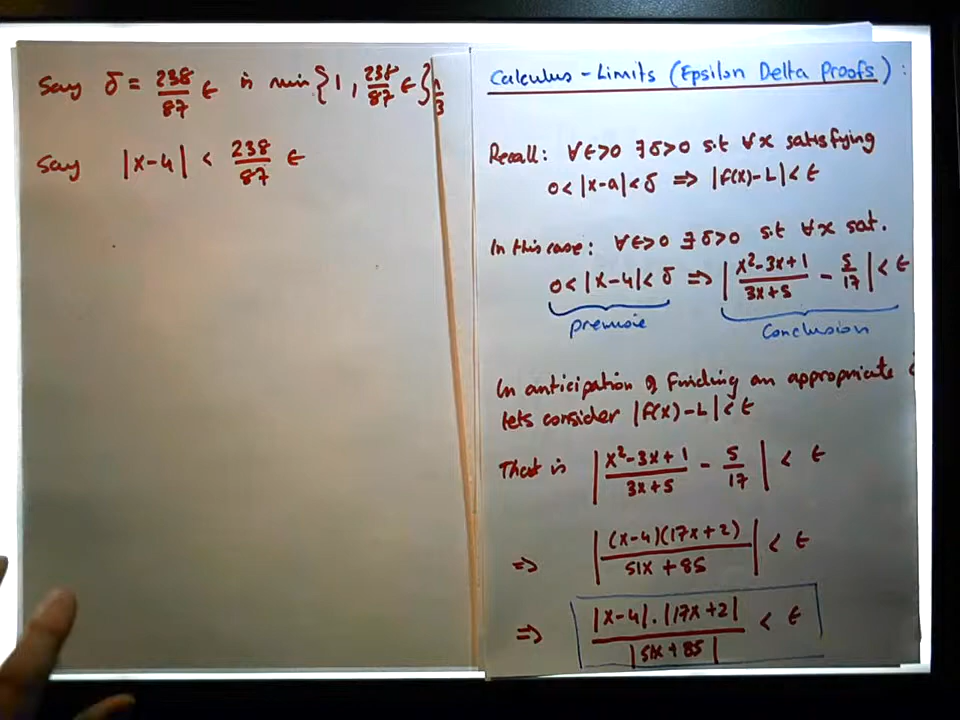 Say δ = 238/87 ε is min{1, 238/87 ε}
Say |x-4| < 238/87 ε
Calculus - Limits (Epsilon Delta Proofs):
Recall: ∀ε>0 ∃δ>0 s.t ∀x satisfying
0<|x-a|<δ ⇒ |f(x)-L|<ε
In this case: ∀ε>0 ∃δ>0 s.t ∀x sat.
0<|x-4|<δ ⇒ |x²-3x+1/3x+5 - 5/17|<ε
premise conclusion
In anticipation of finding an appropriate
lets consider |f(x)-L|<ε
That is |x²-3x+1/3x+5 - 5/17| < ε
⇒ |(x-4)(17x+2)/51x+85| < ε
⇒ |x-4|.|17x+2|/|51x+85| < ε